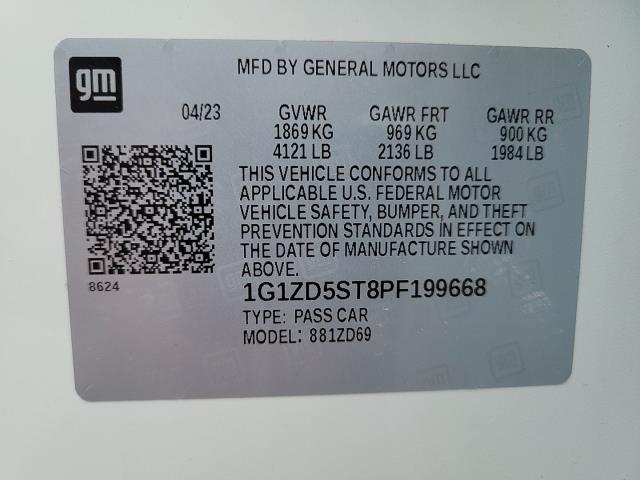 gm
MFD BY GENERAL MOTORS LLC
04/23 GVWR GAWR FRT GAWR RR
1869 KG 969 KG 900 KG
4121 LB 2136 LB 1984 LB
THIS VEHICLE CONFORMS TO ALL
APPLICABLE U.S. FEDERAL MOTOR
VEHICLE SAFETY, BUMPER, AND THEFT
PREVENTION STANDARDS IN EFFECT ON
THE DATE OF MANUFACTURE SHOWN
ABOVE.
8624
1G1ZD5ST8PF199668
TYPE: PASS CAR
MODEL: 881ZD69